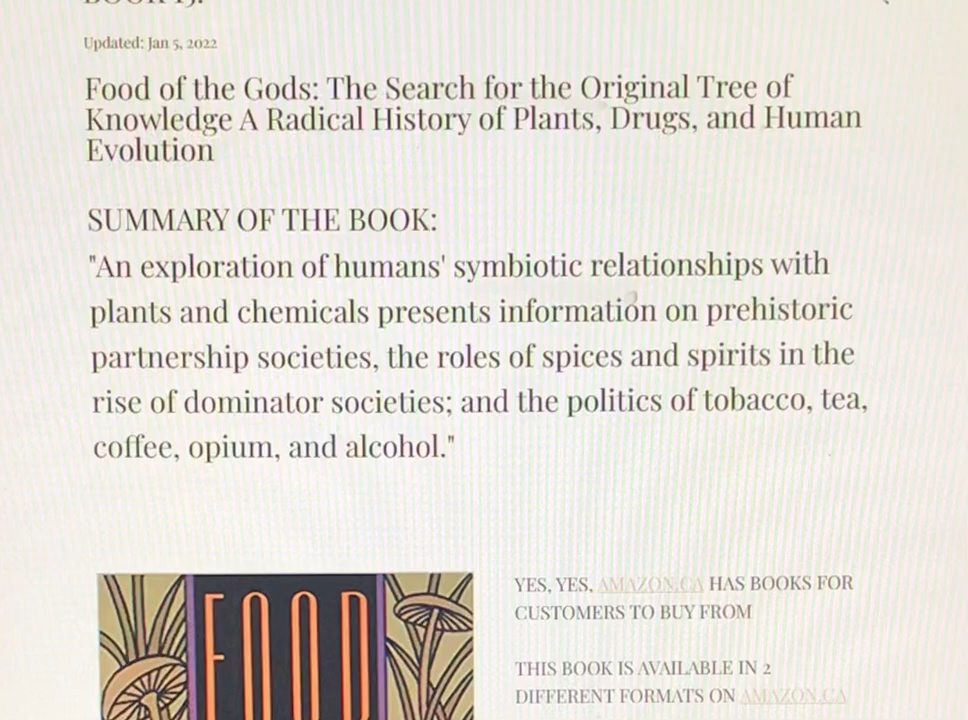 BOOK 1).
Updated: Jan 5, 2022
Food of the Gods: The Search for the Original Tree of
Knowledge A Radical History of Plants, Drugs, and Human
Evolution
SUMMARY OF THE BOOK:
"An exploration of humans' symbiotic relationships with
plants and chemicals presents information on prehistoric
partnership societies, the roles of spices and spirits in the
rise of dominator societies; and the politics of tobacco, tea,
coffee, opium, and alcohol."
FOOD
YES, YES, AMAZON.CA HAS BOOKS FOR
CUSTOMERS TO BUY FROM
THIS BOOK IS AVAILABLE IN 2
DIFFERENT FORMATS ON AMAZON.CA